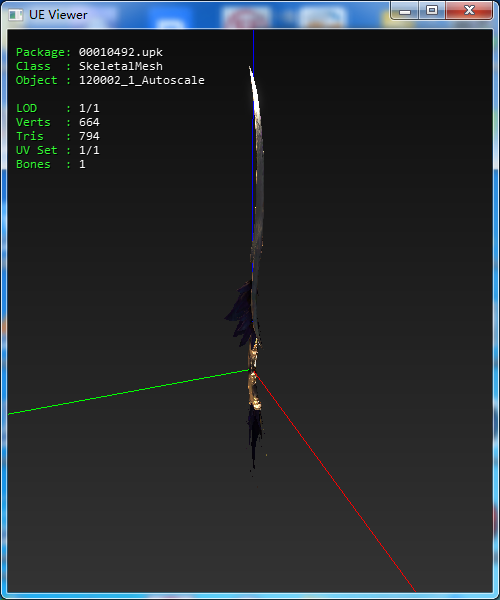 UE Viewer
Package: 00010492.upk
Class : SkeletalMesh
Object : 120002_1_Autoscale
LOD : 1/1
Verts : 664
Tris : 794
UV Set : 1/1
Bones : 1